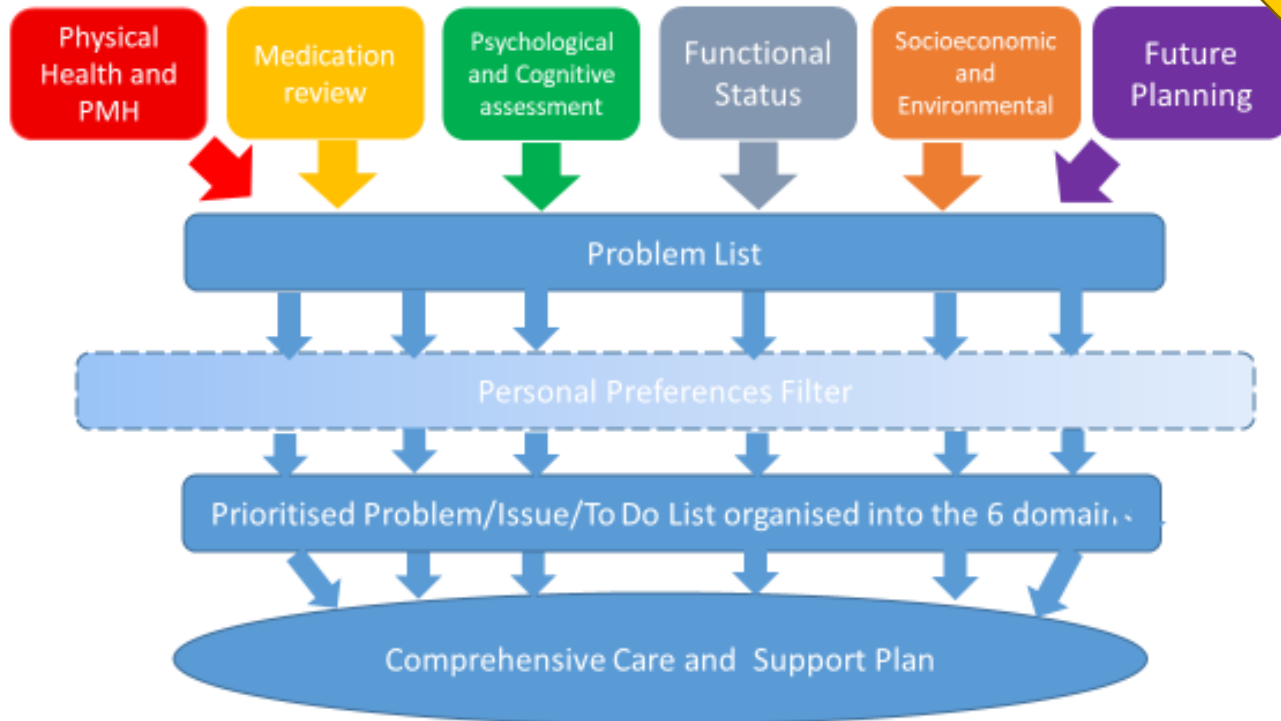 Physical
Health and
PMH
Medication
review
Psychological
and Cognitive
assessment
Functional
Status
Socioeconomic
and
Environmental
Future
Planning
Problem List
Personal Preferences Filter
Prioritised Problem/Issue/To Do List organised into the 6 domains
Comprehensive Care and Support Plan